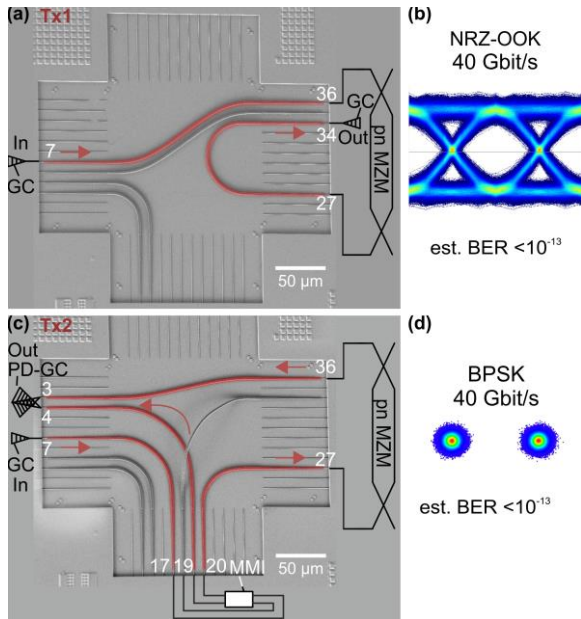 (a) Tx1
36
GC
34
Out
In
7
GC
27
pn MZM
50 µm
(b)
NRZ-OOK
40 Gbit/s
est. BER <10⁻¹³
(c) Tx2
Out
PD-GC
3
4
7
GC
In
36
27
pn MZM
50 µm
17 19 20 MMI
(d)
BPSK
40 Gbit/s
est. BER <10⁻¹³